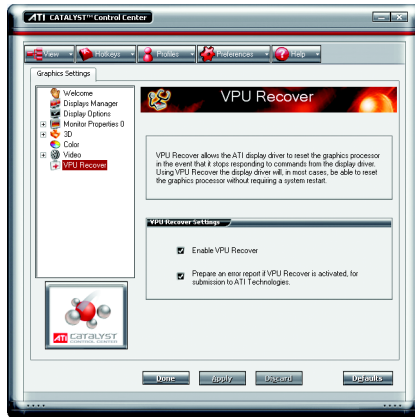 ATI CATALYST™ Control Center
View
Hotkeys
Profiles
Preferences
Help
Graphics Settings
Welcome
Displays Manager
Display Options
Monitor Properties 0
3D
Color
Video
VPU Recover
VPU Recover
VPU Recover allows the ATI display driver to reset the graphics processor
in the event that it stops responding to commands from the display driver.
Using VPU Recover the display driver will, in most cases, be able to reset
the graphics processor without requiring a system restart.
VPU Recover Settings
Enable VPU Recover
Prepare an error report if VPU Recover is activated, for
submission to ATI Technologies.
ATI CATALYST
CONTROL CENTER
Done
Apply
Discard
Defaults